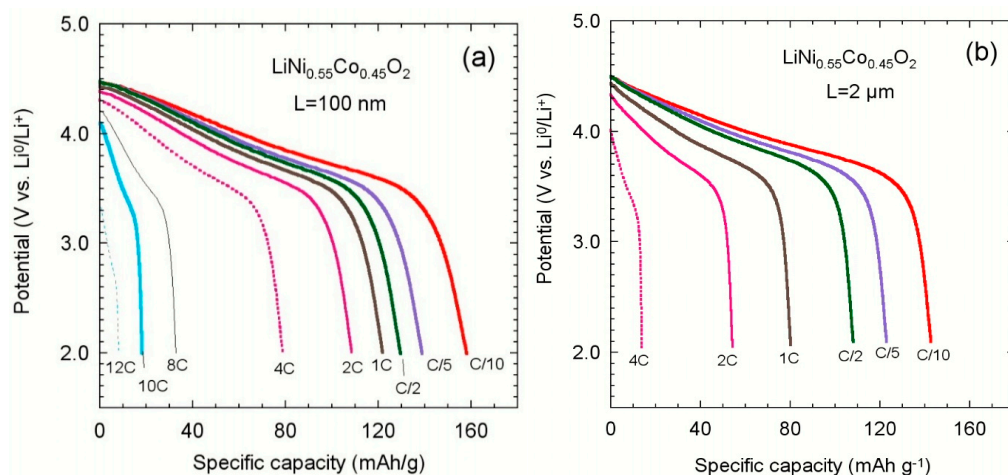 5.0
(a)
LiNi0.55Co0.45O2
L=100 nm
4.0
3.0
2.0
Potential (V vs. Li⁰/Li⁺)
12C
10C
8C
4C
2C
1C
C/2
C/5
C/10
0
40
80
120
160
Specific capacity (mAh/g)
5.0
(b)
LiNi0.55Co0.45O2
L=2 µm
4.0
3.0
2.0
Potential (V vs. Li⁰/Li⁺)
4C
2C
1C
C/2
C/5
C/10
0
40
80
120
160
Specific capacity (mAh g⁻¹)